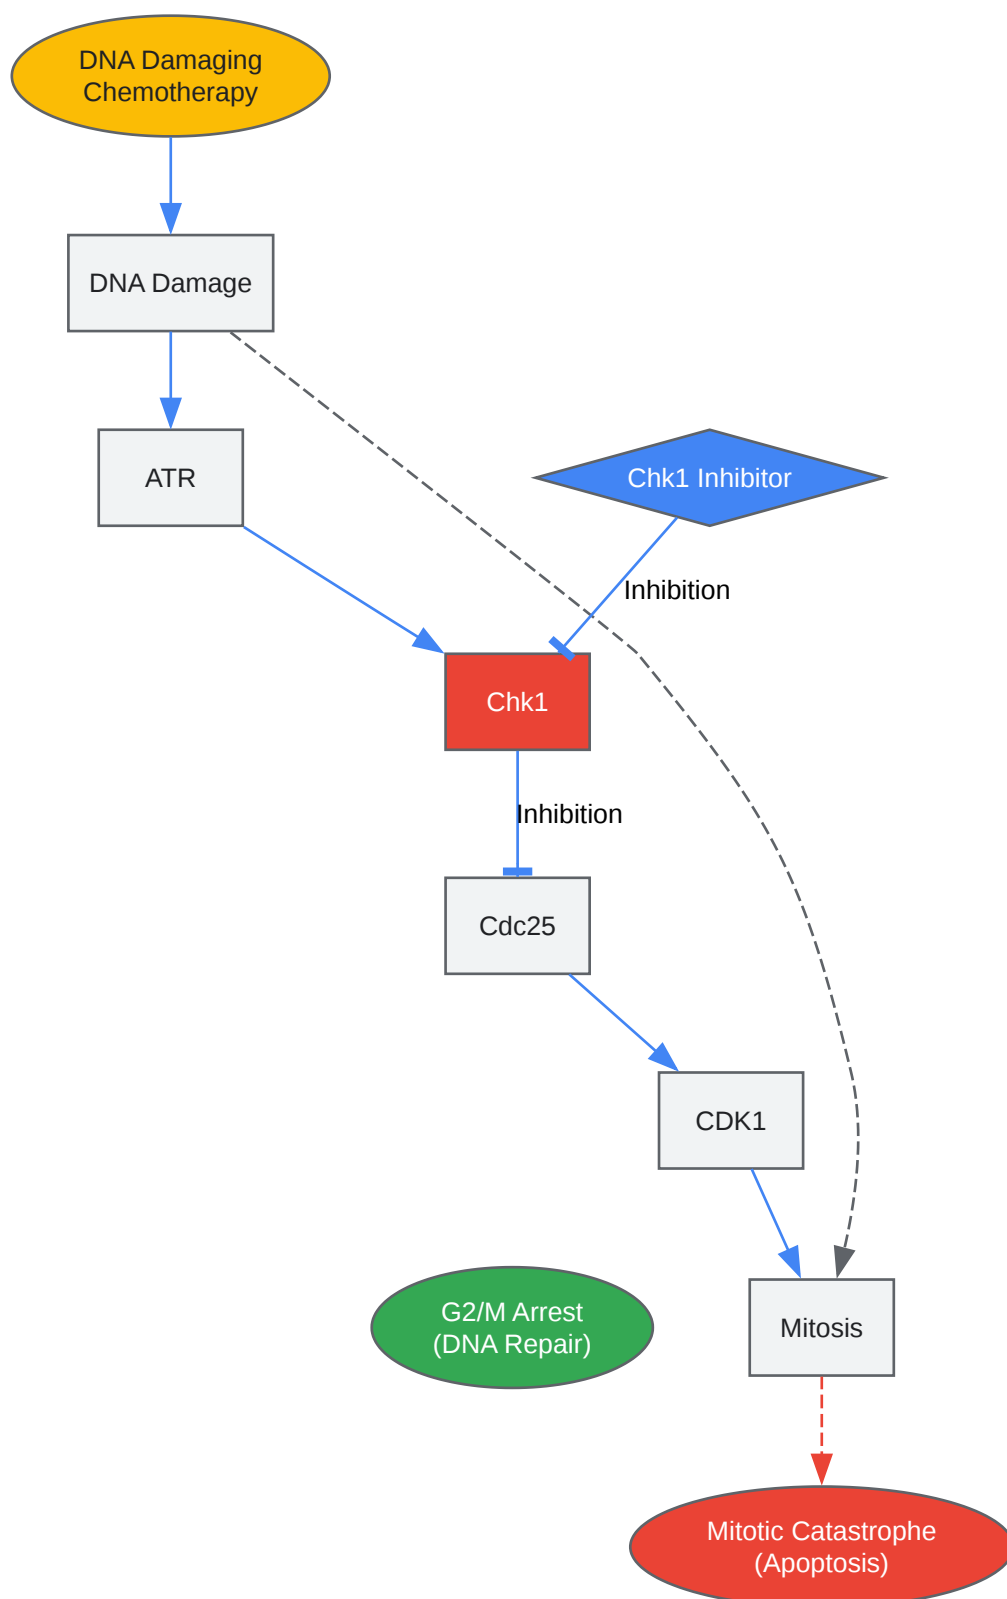 DNA Damaging
Chemotherapy
DNA Damage
ATR
Chk1 Inhibitor
Inhibition
Chk1
Inhibition
Cdc25
CDK1
G2/M Arrest
(DNA Repair)
Mitosis
Mitotic Catastrophe
(Apoptosis)